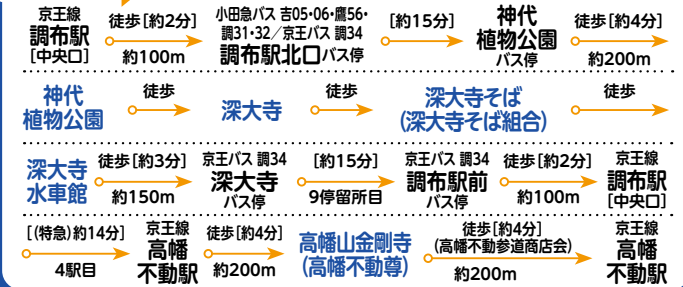 京王線
調布駅
[中央口]
徒歩[約2分]
約100m
小田急バス 吉05・06・鷹56・
調31・32/京王バス 調34
調布駅北口バス停
[約15分]
神代
植物公園
バス停
徒歩[約4分]
約200m
神代
植物公園
徒歩
深大寺
徒歩
深大寺そば
(深大寺そば組合)
徒歩
深大寺
水車館
徒歩[約3分]
約150m
京王バス 調34
深大寺
バス停
[約15分]
9停留所目
京王バス 調34
調布駅前
バス停
徒歩[約2分]
約100m
京王線
調布駅
[中央口]
[(特急)約14分]
4駅目
京王線
高幡
不動駅
徒歩[約4分]
約200m
高幡山金剛寺
(高幡不動尊)
徒歩[約4分]
(高幡不動参道商店会)
約200m
京王線
高幡
不動駅